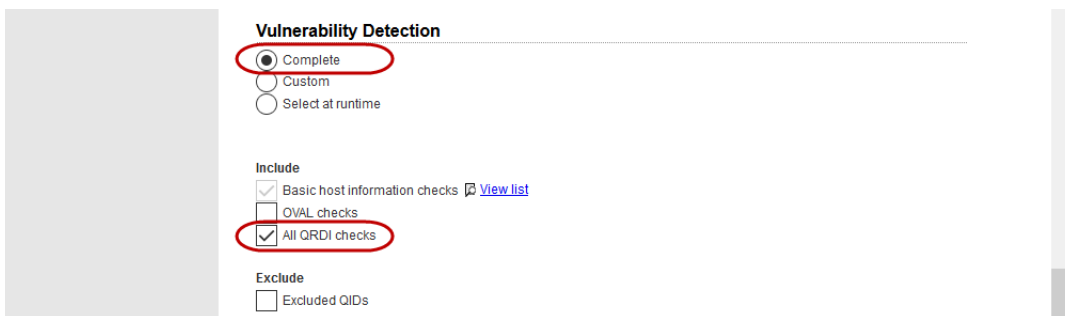 Vulnerability Detection
Complete
Custom
Select at runtime
Include
Basic host information checks View list
OVAL checks
All QRDI checks
Exclude
Excluded QIDs